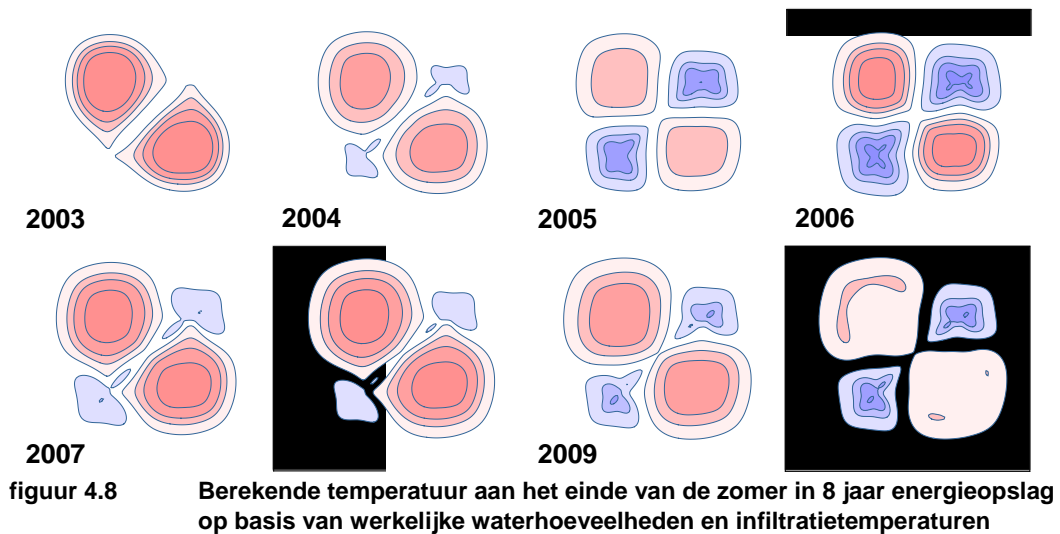 2003 2004 2005 2006
2007 2009
figuur 4.8 Berekende temperatuur aan het einde van de zomer in 8 jaar energieopslag
op basis van werkelijke waterhoeveelheden en infiltratietemperaturen